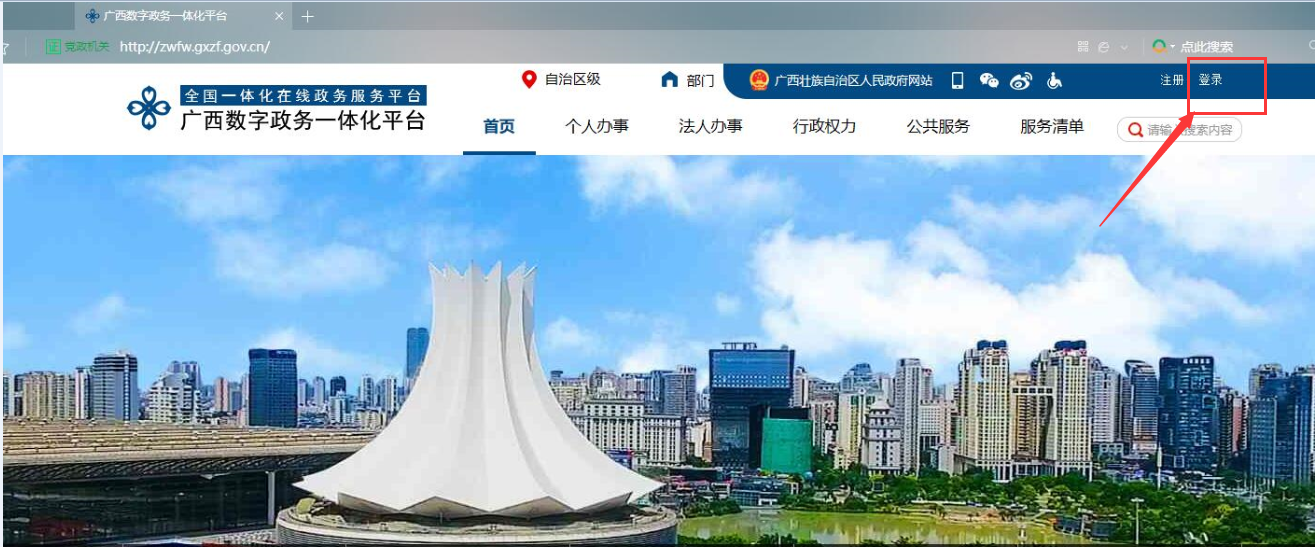 广西数字政务一体化平台
证 党政机关 http://zwfw.gxzf.gov.cn/ 点此搜索
自治区级 部门 广西壮族自治区人民政府网站 注册 登录
全国一体化在线政务服务平台
广西数字政务一体化平台
首页 个人办事 法人办事 行政权力 公共服务 服务清单 请输 搜索内容